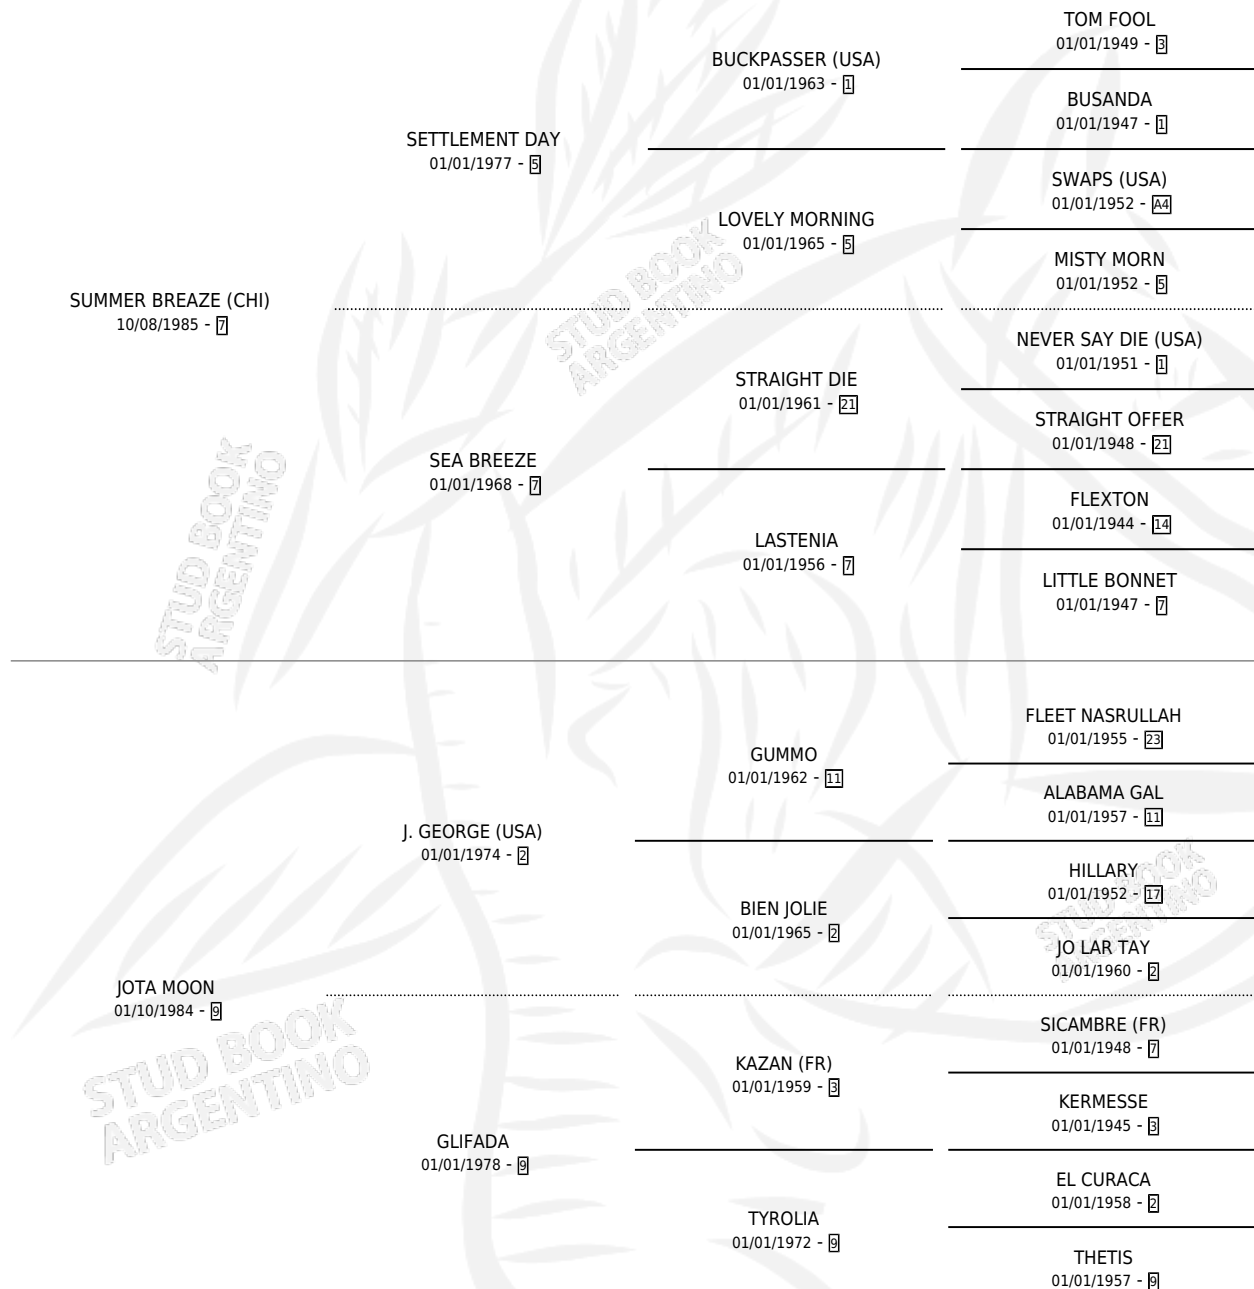 TOM FOOL
01/01/1949 - 3
BUCKPASSER (USA)
01/01/1963 - 1
BUSANDA
01/01/1947 - 1
SETTLEMENT DAY
01/01/1977 - 5
SWAPS (USA)
01/01/1952 - A4
LOVELY MORNING
01/01/1965 - 5
MISTY MORN
01/01/1952 - 5
SUMMER BREAZE (CHI)
10/08/1985 - 7
NEVER SAY DIE (USA)
01/01/1951 - 1
STRAIGHT DIE
01/01/1961 - 21
STRAIGHT OFFER
01/01/1948 - 21
SEA BREEZE
01/01/1968 - 7
FLEXTON
01/01/1944 - 14
LASTENIA
01/01/1956 - 7
LITTLE BONNET
01/01/1947 - 7
STUD BOOK
ARGENTINO
STUD BOOK
ARGENTINO
FLEET NASRULLAH
01/01/1955 - 23
GUMMO
01/01/1962 - 11
ALABAMA GAL
01/01/1957 - 11
J. GEORGE (USA)
01/01/1974 - 2
HILLARY
01/01/1952 - 17
BIEN JOLIE
01/01/1965 - 2
JO LAR TAY
01/01/1960 - 2
JOTA MOON
01/10/1984 - 9
SICAMBRE (FR)
01/01/1948 - 7
KAZAN (FR)
01/01/1959 - 3
KERMESSE
01/01/1945 - 3
GLIFADA
01/01/1978 - 9
EL CURACA
01/01/1958 - 2
TYROLIA
01/01/1972 - 9
THETIS
01/01/1957 - 9
STUD BOOK
ARGENTINO
STUD BOOK
ARGENTINO